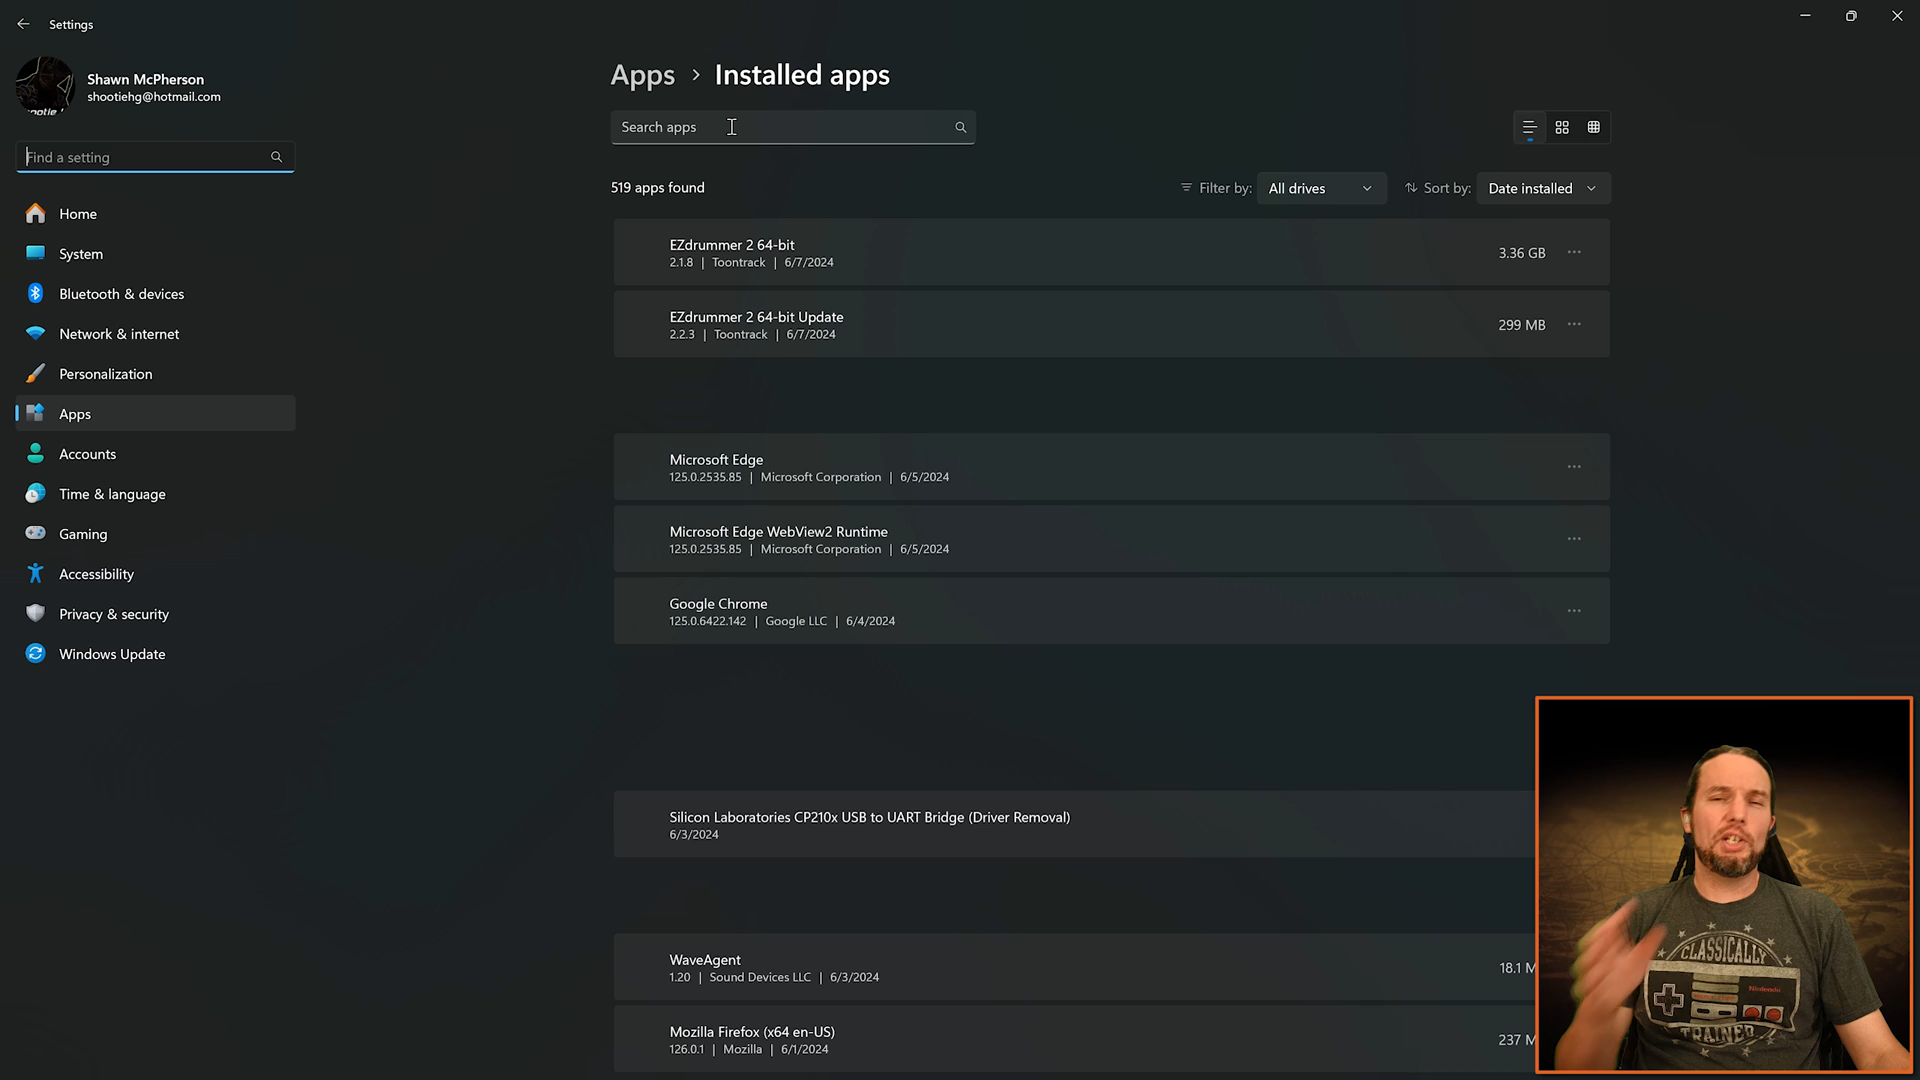 Settings
Shawn McPherson
shootiehg@hotmail.com
Find a setting
Home
System
Bluetooth & devices
Network & internet
Personalization
Apps
Accounts
Time & language
Gaming
Accessibility
Privacy & security
Windows Update
Apps > Installed apps
Search apps
519 apps found
Filter by: All drives
Sort by: Date installed
EZdrummer 2 64-bit
2.1.8 | Toontrack | 6/7/2024
3.36 GB
EZdrummer 2 64-bit Update
2.2.3 | Toontrack | 6/7/2024
299 MB
Microsoft Edge
125.0.2535.85 | Microsoft Corporation | 6/5/2024
Microsoft Edge WebView2 Runtime
125.0.2535.85 | Microsoft Corporation | 6/5/2024
Google Chrome
125.0.6422.142 | Google LLC | 6/4/2024
Silicon Laboratories CP210x USB to UART Bridge (Driver Removal)
6/3/2024
WaveAgent
1.20 | Sound Devices LLC | 6/3/2024
18.1 M
Mozilla Firefox (x64 en-US)
126.0.1 | Mozilla | 6/1/2024
237 M
CLASSICALLY
Nintendo
TRAINED